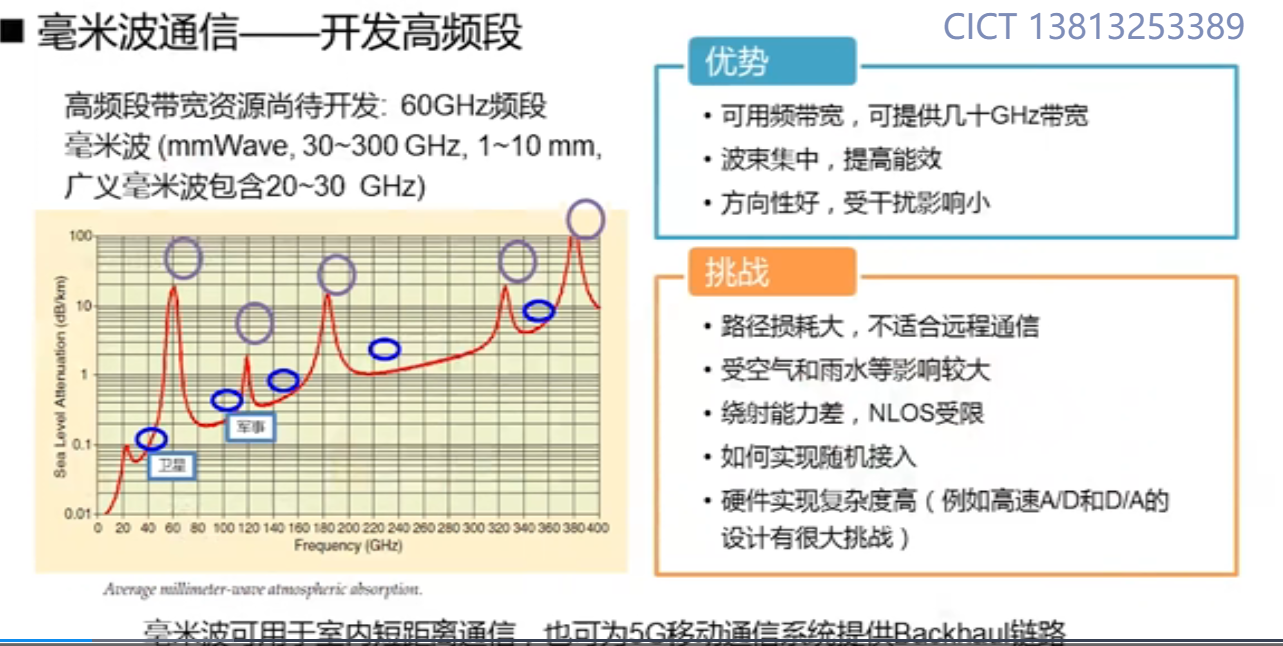 ■ 毫米波通信——开发高频段
CICT 13813253389
高频段带宽资源尚待开发: 60GHz频段
毫米波 (mmWave, 30~300 GHz, 1~10 mm,
广义毫米波包含20~30 GHz)
Sea Level Attenuation (dB/km)
100
10
1
0.1
0.01
卫星
军事
0 20 40 60 80 100 120 140 160 180 200 220 240 260 280 300 320 340 360 380 400
Frequency (GHz)
Average millimeter-wave atmospheric absorption.
优势
• 可用频带宽，可提供几十GHz带宽
• 波束集中，提高能效
• 方向性好，受干扰影响小
挑战
• 路径损耗大，不适合远程通信
• 受空气和雨水等影响较大
• 绕射能力差，NLOS受限
• 如何实现随机接入
• 硬件实现复杂度高（例如高速A/D和D/A的
设计有很大挑战）
毫米波可用于室内短距离通信，也可为5G移动通信系统提供Backhaul链路